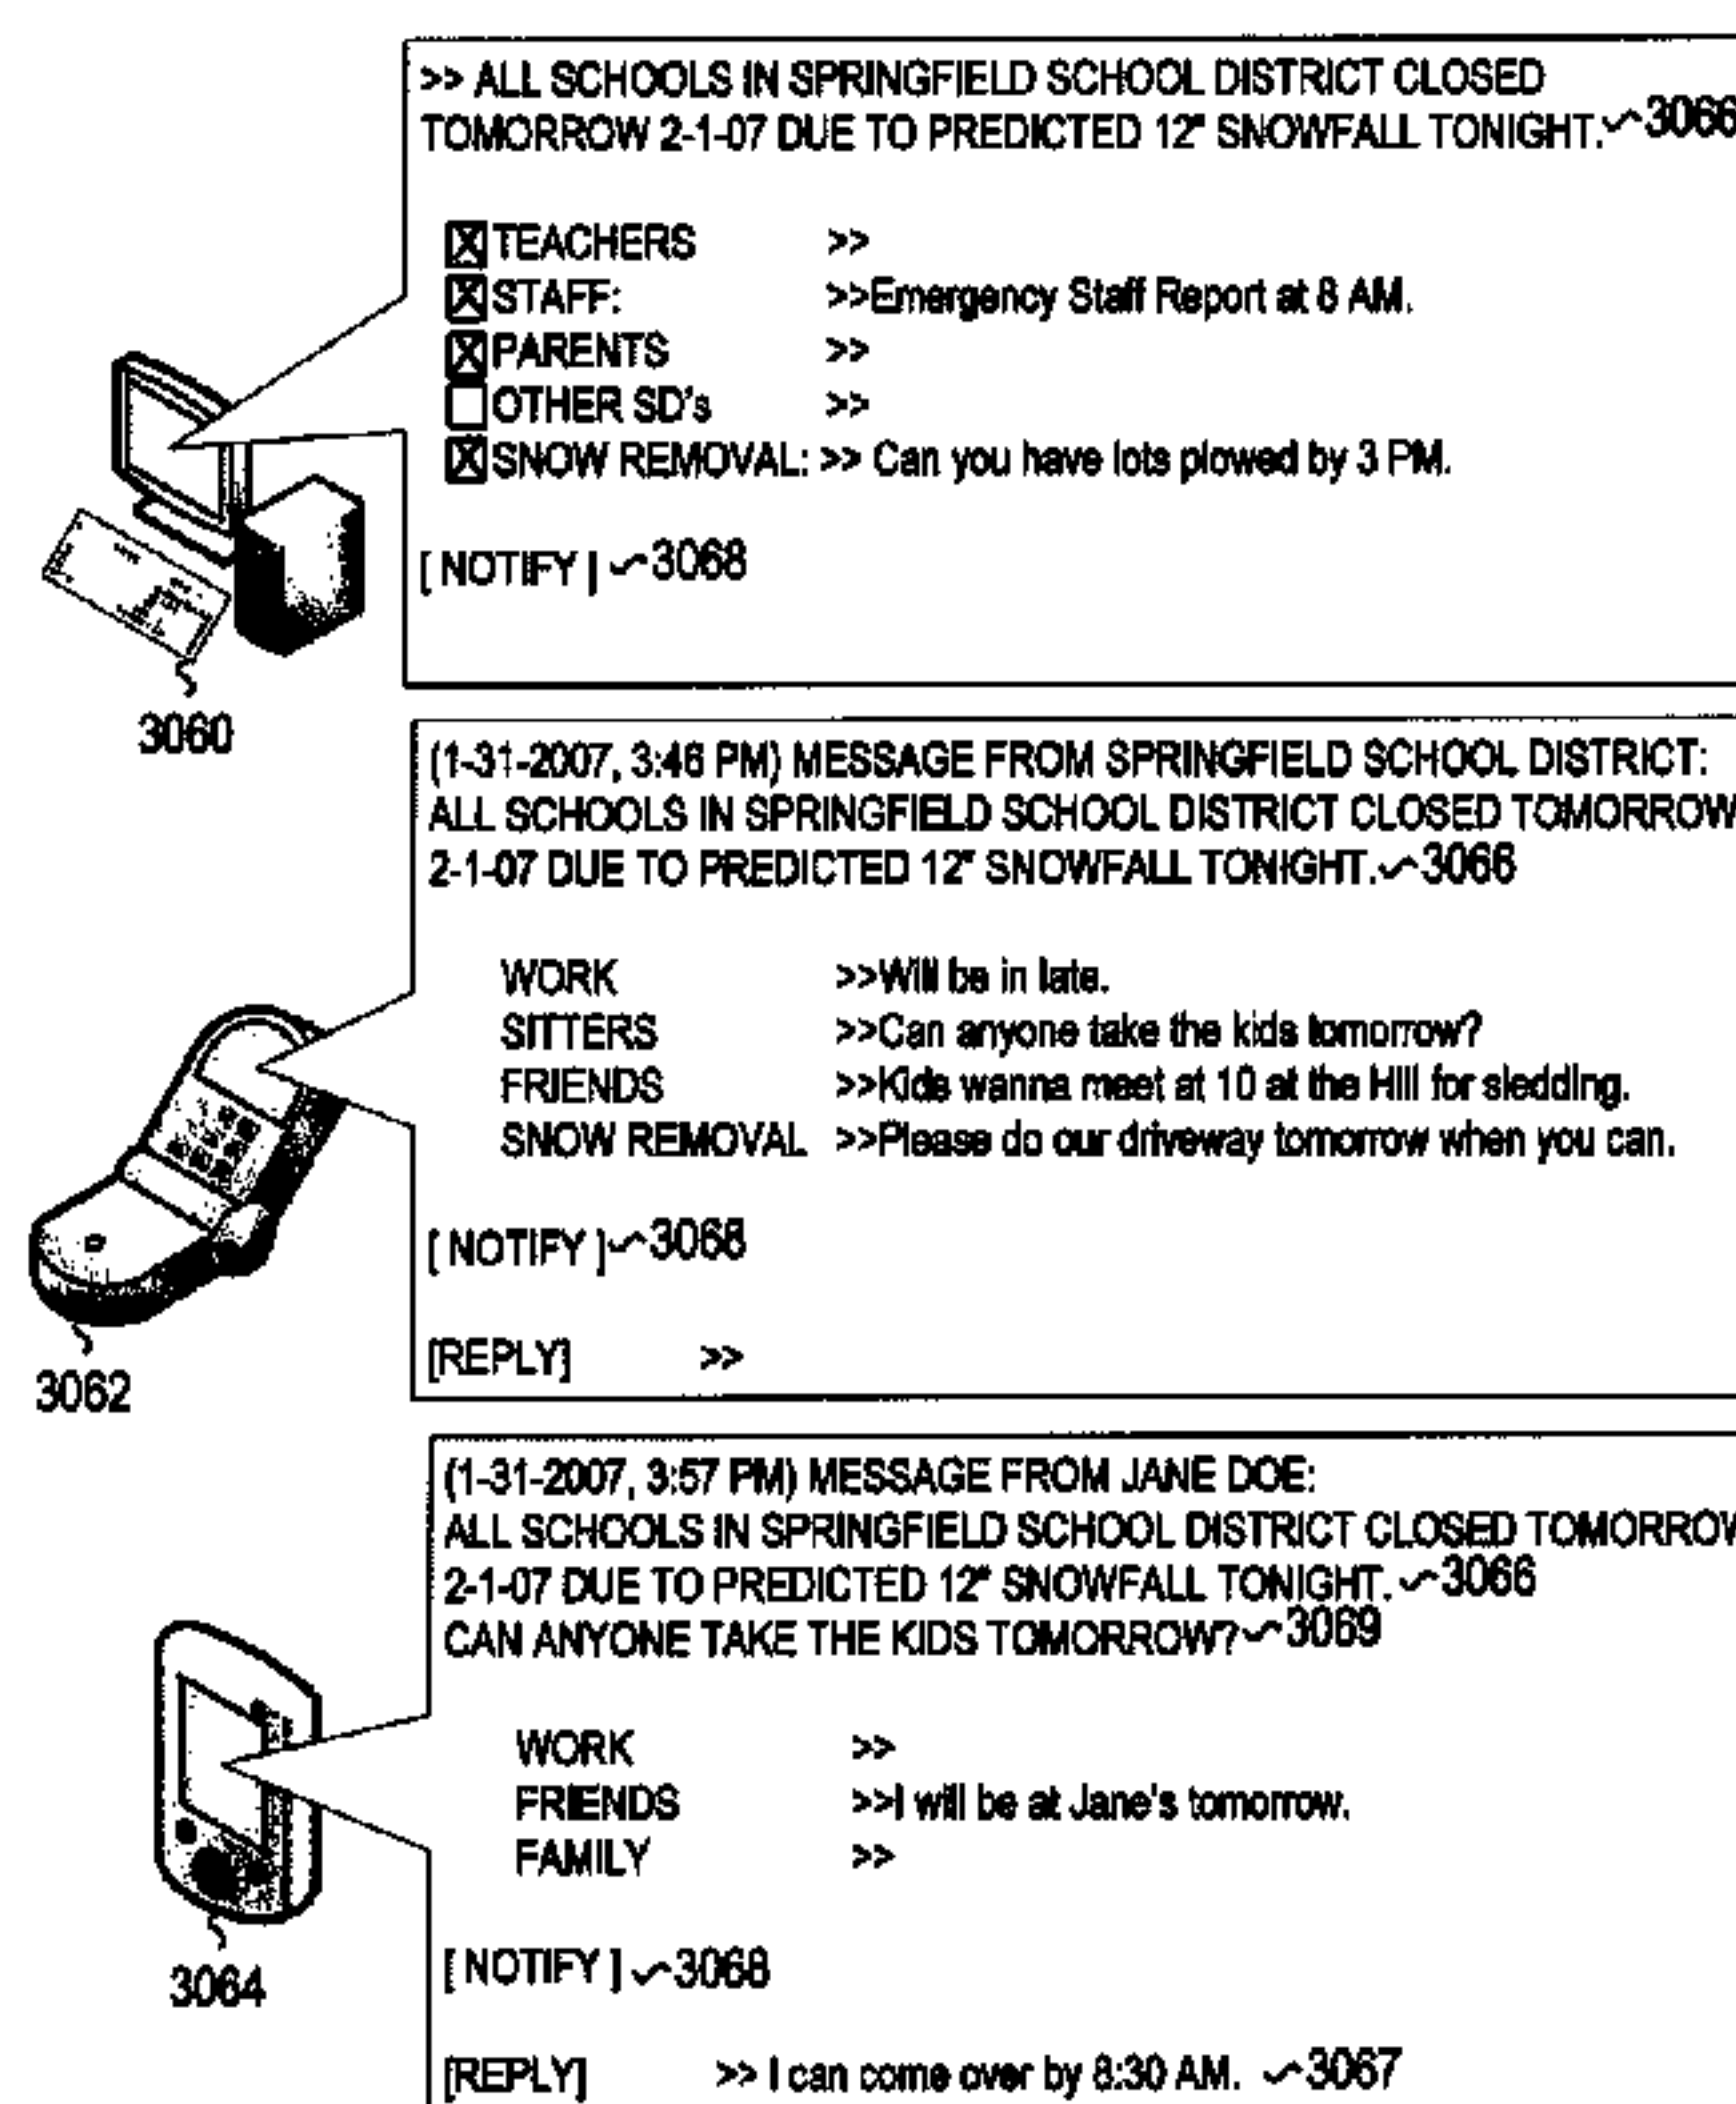 >> ALL SCHOOLS IN SPRINGFIELD SCHOOL DISTRICT CLOSED
TOMORROW 2-1-07 DUE TO PREDICTED 12" SNOWFALL TONIGHT. 3066
TEACHERS >>
STAFF: >>Emergency Staff Report at 8 AM.
PARENTS >>
OTHER SD's >>
SNOW REMOVAL: >> Can you have lots plowed by 3 PM.
[ NOTIFY ] 3068
3060
(1-31-2007, 3:46 PM) MESSAGE FROM SPRINGFIELD SCHOOL DISTRICT:
ALL SCHOOLS IN SPRINGFIELD SCHOOL DISTRICT CLOSED TOMORROW
2-1-07 DUE TO PREDICTED 12" SNOWFALL TONIGHT. 3066
WORK >>Will be in late.
SITTERS >>Can anyone take the kids tomorrow?
FRIENDS >>Kids wanna meet at 10 at the Hill for sledding.
SNOW REMOVAL >>Please do our driveway tomorrow when you can.
[ NOTIFY ] 3068
[REPLY] >>
3062
(1-31-2007, 3:57 PM) MESSAGE FROM JANE DOE:
ALL SCHOOLS IN SPRINGFIELD SCHOOL DISTRICT CLOSED TOMORROW
2-1-07 DUE TO PREDICTED 12" SNOWFALL TONIGHT. 3066
CAN ANYONE TAKE THE KIDS TOMORROW? 3069
WORK >>
FRIENDS >>I will be at Jane's tomorrow.
FAMILY >>
[ NOTIFY ] 3068
3064
[REPLY] >> I can come over by 8:30 AM. 3067